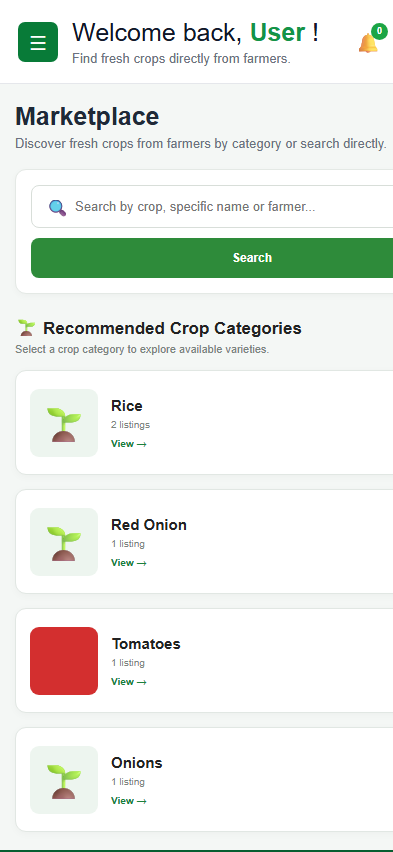 Welcome back, User !
0
Find fresh crops directly from farmers.
Marketplace
Discover fresh crops from farmers by category or search directly.
Search by crop, specific name or farmer...
Search
Recommended Crop Categories
Select a crop category to explore available varieties.
Rice
2 listings
View →
Red Onion
1 listing
View →
Tomatoes
1 listing
View →
Onions
1 listing
View →